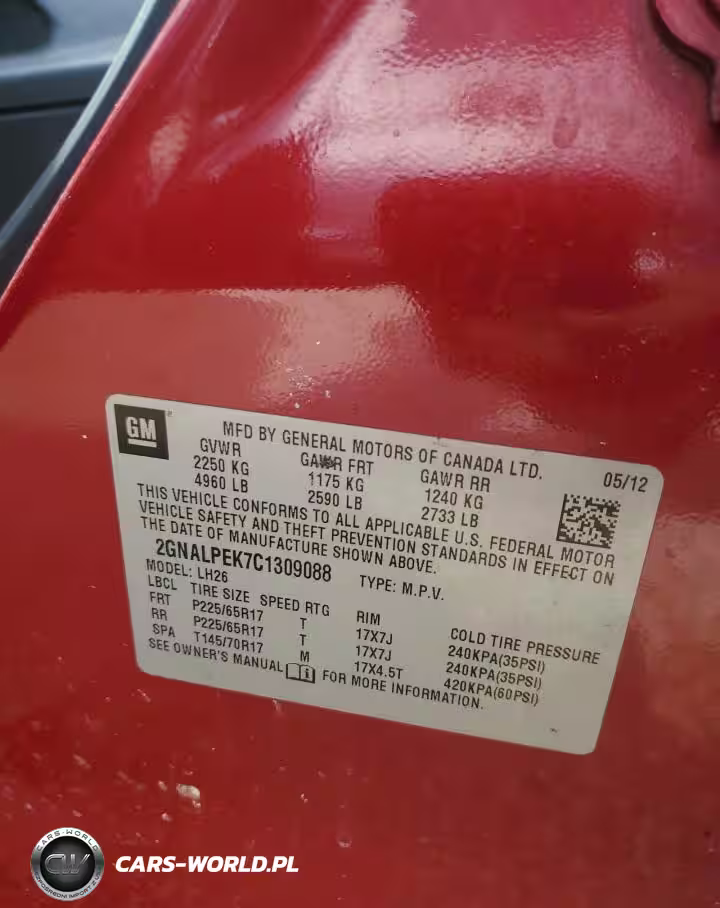 GM
MFD BY GENERAL MOTORS OF CANADA LTD. 05/12
GVWR GAWR FRT GAWR RR
2250 KG 1175 KG 1240 KG
4960 LB 2590 LB 2733 LB
THIS VEHICLE CONFORMS TO ALL APPLICABLE U.S. FEDERAL MOTOR
VEHICLE SAFETY AND THEFT PREVENTION STANDARDS IN EFFECT ON
THE DATE OF MANUFACTURE SHOWN ABOVE.
2GNALPEK7C1309088 TYPE: M.P.V.
MODEL: LH26
LBCL TIRE SIZE SPEED RTG RIM COLD TIRE PRESSURE
FRT P225/65R17 T 17X7J 240KPA(35PSI)
RR P225/65R17 T 17X7J 240KPA(35PSI)
SPA T145/70R17 M 17X4.5T 420KPA(60PSI)
SEE OWNER'S MANUAL FOR MORE INFORMATION.
CARS-WORLD
CW
CARS-WORLD.PL